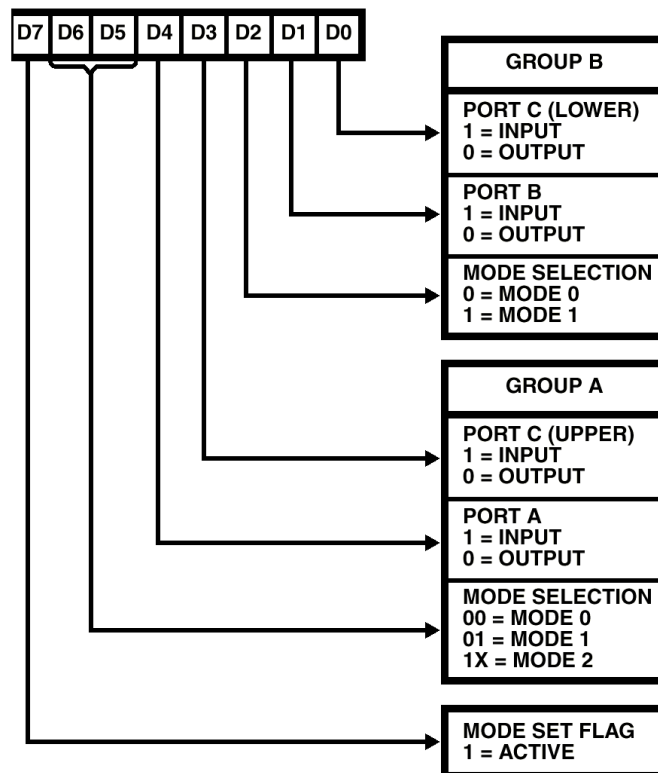 D7 D6 D5 D4 D3 D2 D1 D0
GROUP B
PORT C (LOWER)
1 = INPUT
0 = OUTPUT
PORT B
1 = INPUT
0 = OUTPUT
MODE SELECTION
0 = MODE 0
1 = MODE 1
GROUP A
PORT C (UPPER)
1 = INPUT
0 = OUTPUT
PORT A
1 = INPUT
0 = OUTPUT
MODE SELECTION
00 = MODE 0
01 = MODE 1
1X = MODE 2
MODE SET FLAG
1 = ACTIVE